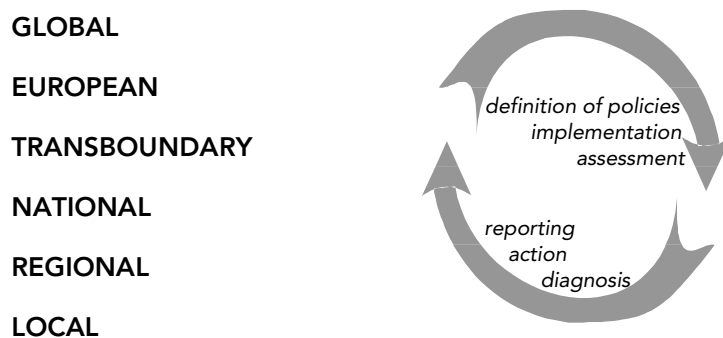 GLOBAL
EUROPEAN
TRANSBOUNDARY
NATIONAL
REGIONAL
LOCAL
definition of policies
implementation
assessment
reporting
action
diagnosis